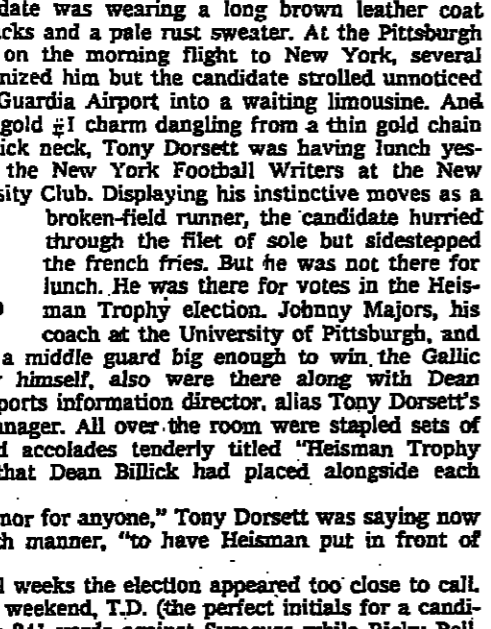 date was wearing a long brown leather coat
cks and a pale rust sweater. At the Pittsburgh
on the morning flight to New York, several
nized him but the candidate strolled unnoticed
Guardia Airport into a waiting limousine. And
gold #1 charm dangling from a thin gold chain
ick neck, Tony Dorsett was having lunch yes-
the New York Football Writers at the New
sity Club. Displaying his instinctive moves as a
broken-field runner, the candidate hurried
through the filet of sole but sidestepped
the french fries. But he was not there for
lunch. He was there for votes in the Heis-
man Trophy election. Johnny Majors, his
coach at the University of Pittsburgh, and
a middle guard big enough to win the Gallic
himself, also were there along with Dean
ports information director, alias Tony Dorsett's
nager. All over the room were stapled sets of
d accolades tenderly titled "Heisman Trophy
that Dean Billick had placed alongside each
nor for anyone," Tony Dorsett was saying now
h manner, "to have Heisman put in front of
l weeks the election appeared too close to call.
weekend, T.D. (the perfect initials for a candi-
241 yards against Syracuse while Ricky Bell